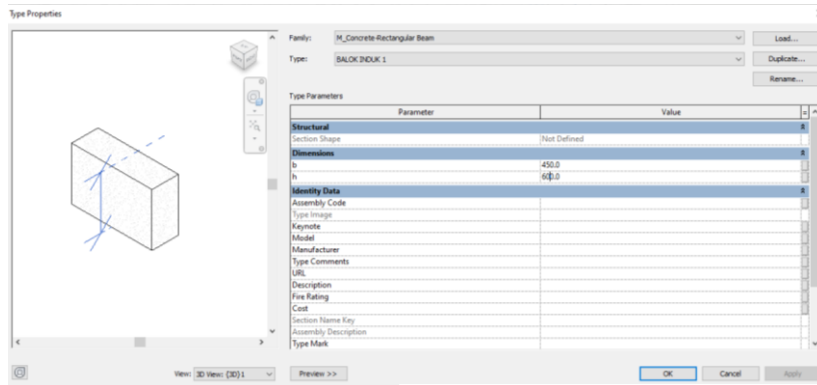 Type Properties
Family: M_Concrete-Rectangular Beam Load...
Type: BALOK INDUK 1 Duplicate...
Rename...
Type Parameters
Parameter Value =
Structural
Section Shape Not Defined
Dimensions
b 450.0
h 600.0
Identity Data
Assembly Code
Type Image
Keynote
Model
Manufacturer
Type Comments
URL
Description
Fire Rating
Cost
Section Name Key
Assembly Description
Type Mark
View: 3D View: {3D} 1 Preview >> OK Cancel Apply